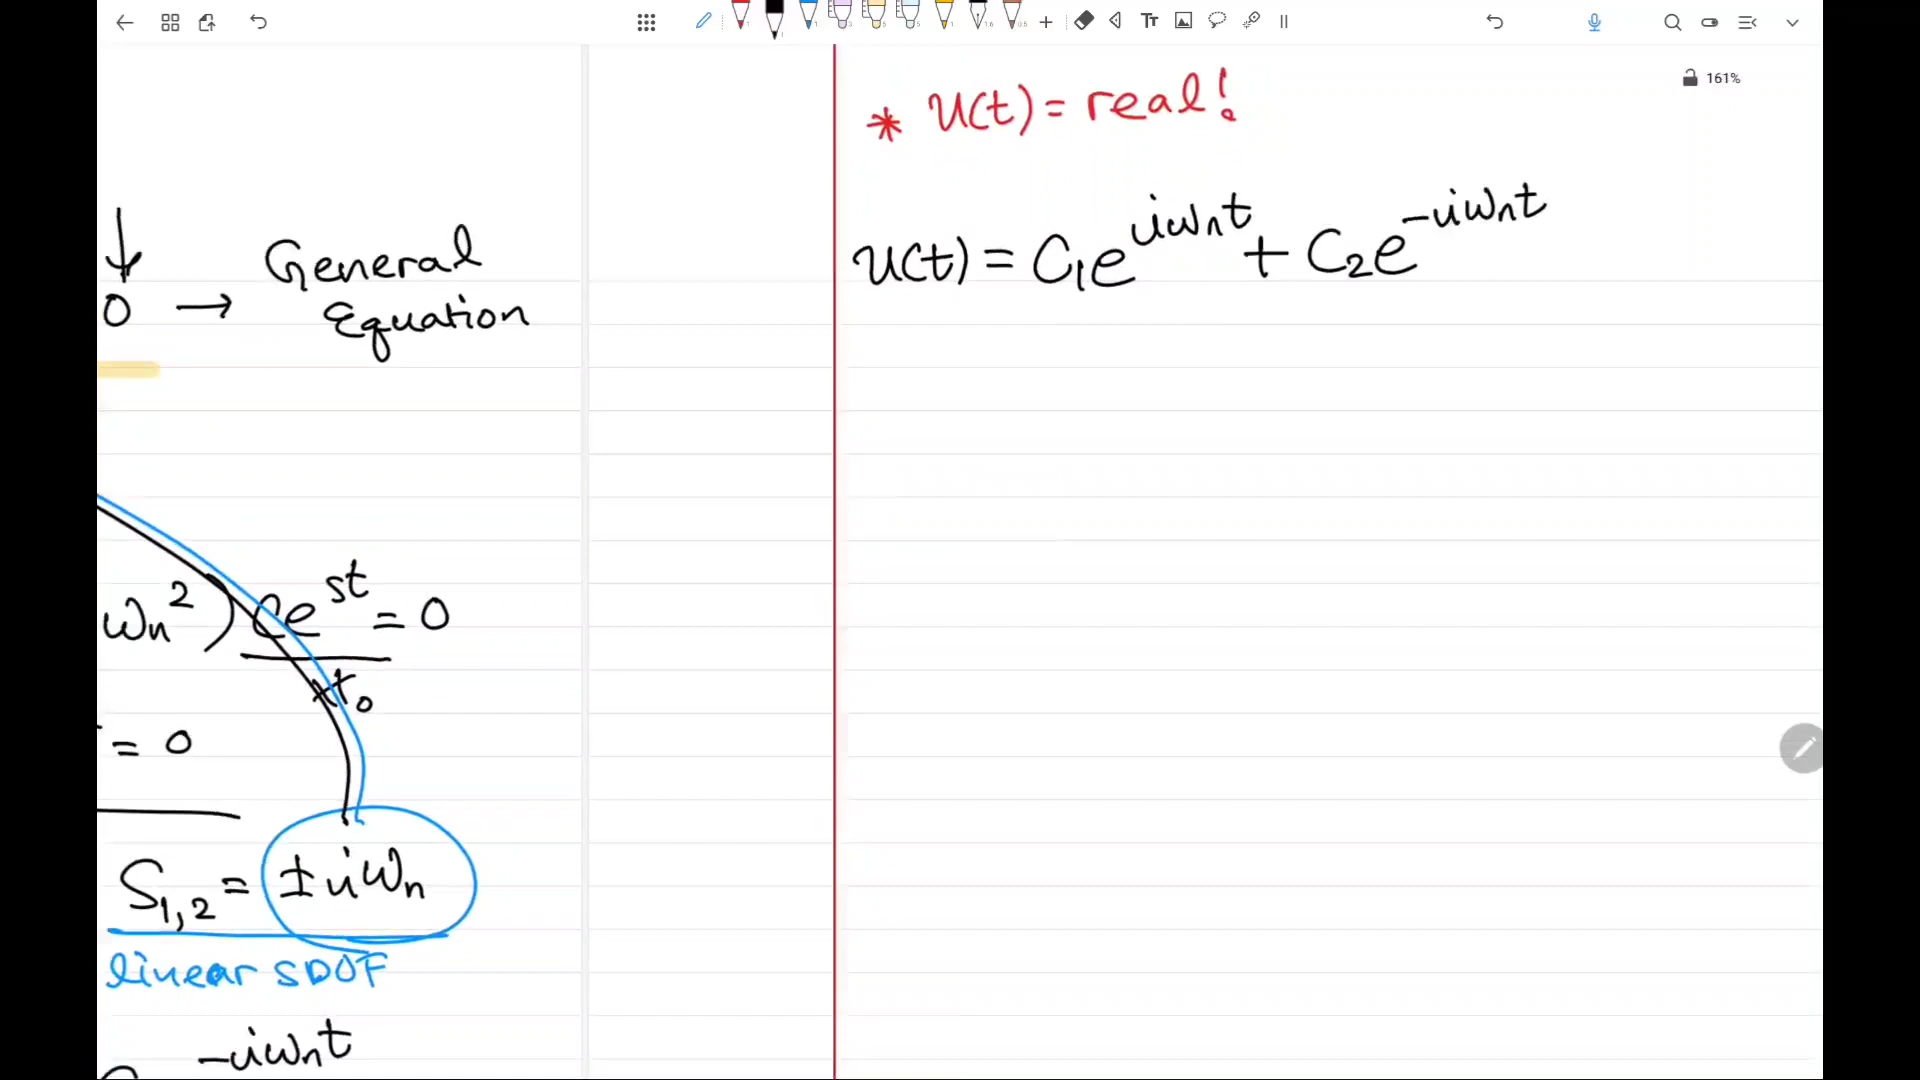 161%
* u(t) = real!
u(t) = C₁e^{iωₙt} + C₂e^{-iωₙt}
↓
0 → General
Equation
ωₙ²) Ce^{st} = 0
≠0
= 0
S₁,₂ = ±iωₙ
linear SDOF
-iωₙt